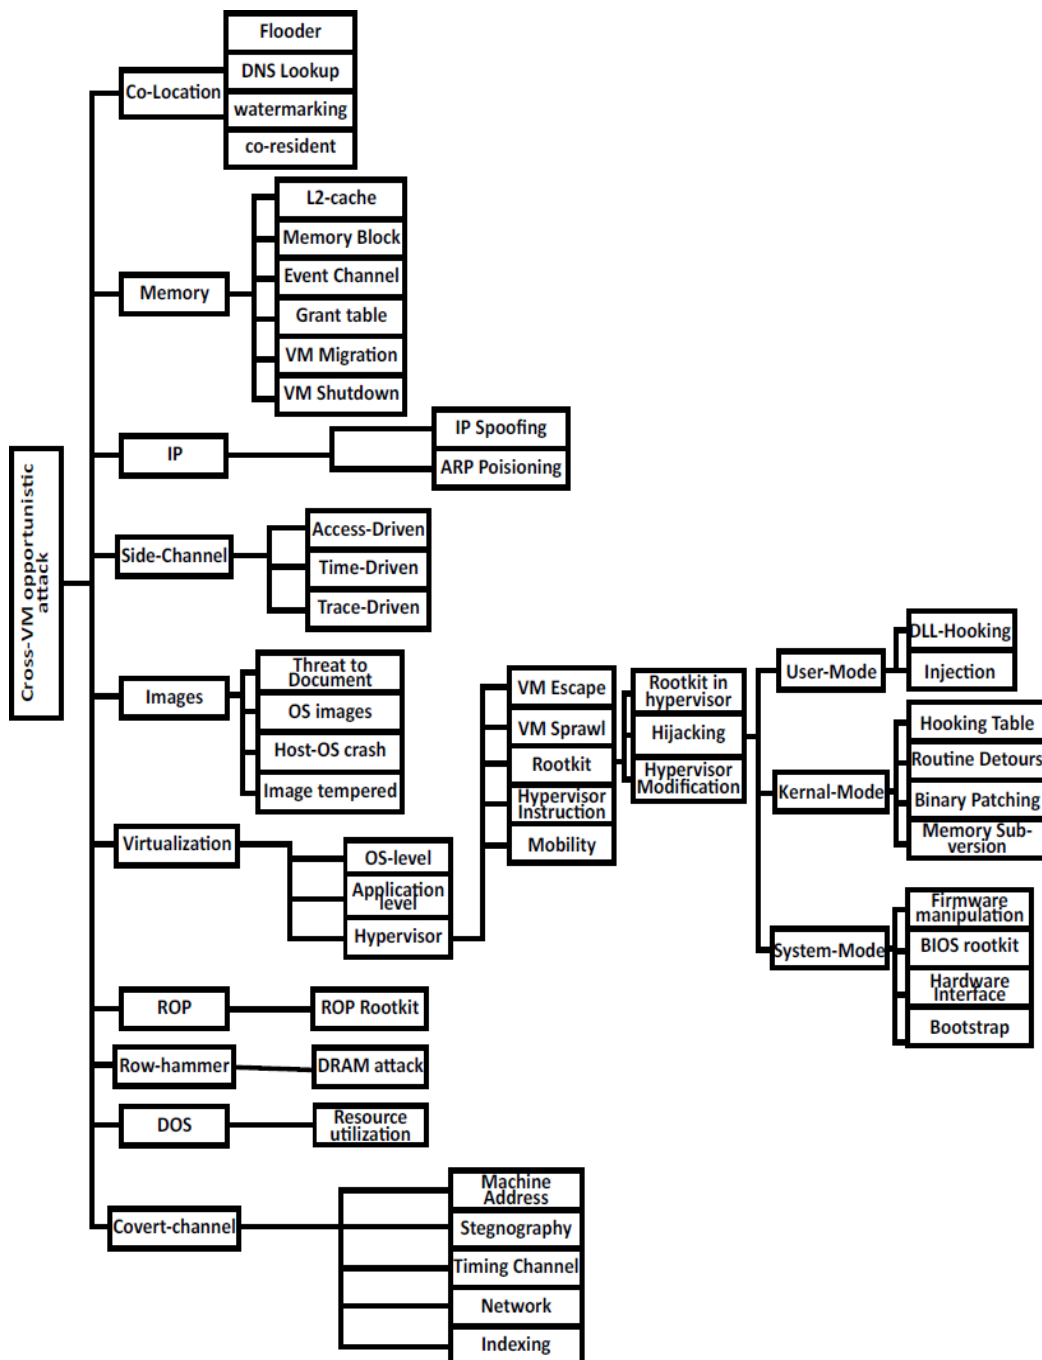 Cross-VM opportunistic
attack
Co-Location
Flooder
DNS Lookup
watermarking
co-resident
Memory
L2-cache
Memory Block
Event Channel
Grant table
VM Migration
VM Shutdown
IP
IP Spoofing
ARP Poisioning
Side-Channel
Access-Driven
Time-Driven
Trace-Driven
Images
Threat to
Document
OS images
Host-OS crash
Image tempered
Virtualization
OS-level
Application
level
Hypervisor
VM Escape
VM Sprawl
Rootkit
Hypervisor
Instruction
Mobility
Rootkit in
hypervisor
Hijacking
Hypervisor
Modification
User-Mode
DLL-Hooking
Injection
Kernal-Mode
Hooking Table
Routine Detours
Binary Patching
Memory Sub-
version
System-Mode
Firmware
manipulation
BIOS rootkit
Hardware
Interface
Bootstrap
ROP
ROP Rootkit
Row-hammer
DRAM attack
DOS
Resource
utilization
Covert-channel
Machine
Address
Stegnography
Timing Channel
Network
Indexing